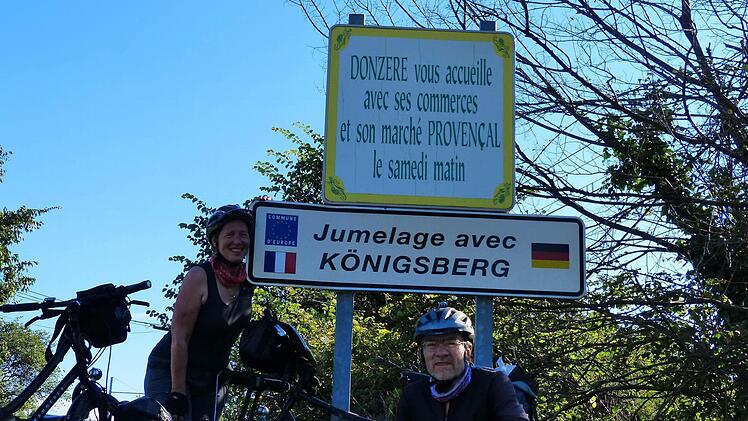 DONZERE vous accueille
avec ses commerces
et son marché PROVENÇAL
le samedi matin
COMMUNE
D'EUROPE
Jumelage avec
KÖNIGSBERG